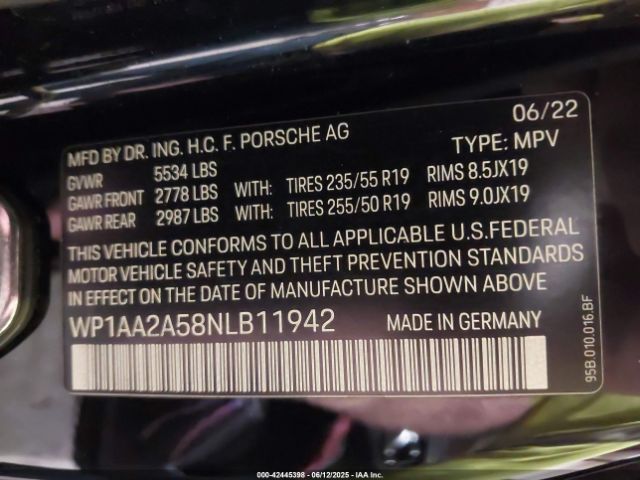 06/22
MFD BY DR. ING. H.C. F. PORSCHE AG TYPE: MPV
GVWR 5534 LBS
GAWR FRONT 2778 LBS WITH: TIRES 235/55 R19 RIMS 8.5JX19
GAWR REAR 2987 LBS WITH: TIRES 255/50 R19 RIMS 9.0JX19
THIS VEHICLE CONFORMS TO ALL APPLICABLE U.S.FEDERAL
MOTOR VEHICLE SAFETY AND THEFT PREVENTION STANDARDS
IN EFFECT ON THE DATE OF MANUFACTURE SHOWN ABOVE
WP1AA2A58NLB11942 MADE IN GERMANY
95B.010.016.BF
000-42445398 - 06/12/2025 - IAA Inc.